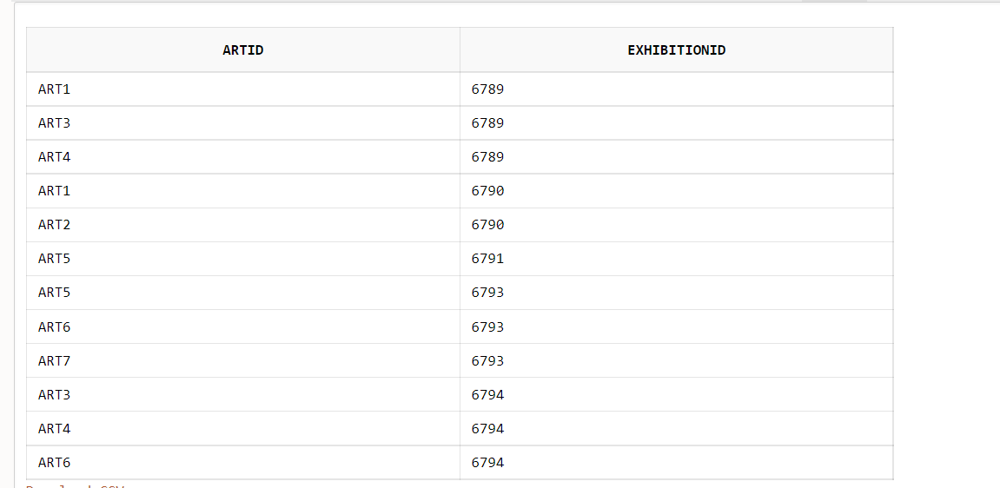 ARTID EXHIBITIONID
ART1 6789
ART3 6789
ART4 6789
ART1 6790
ART2 6790
ART5 6791
ART5 6793
ART6 6793
ART7 6793
ART3 6794
ART4 6794
ART6 6794